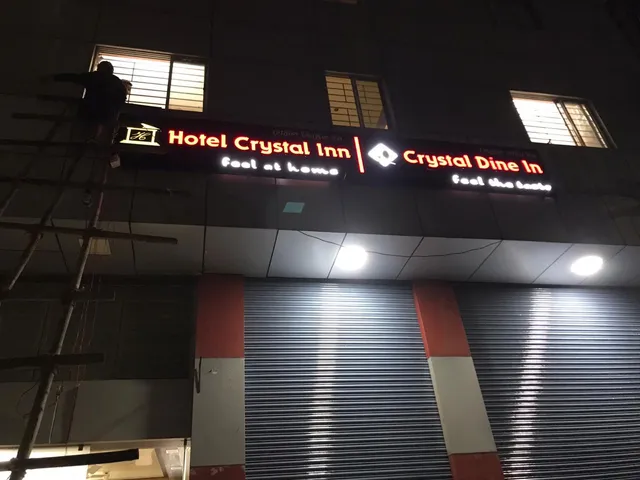 Hotel Crystal Inn
feel at home
Crystal Dine In
feel the taste